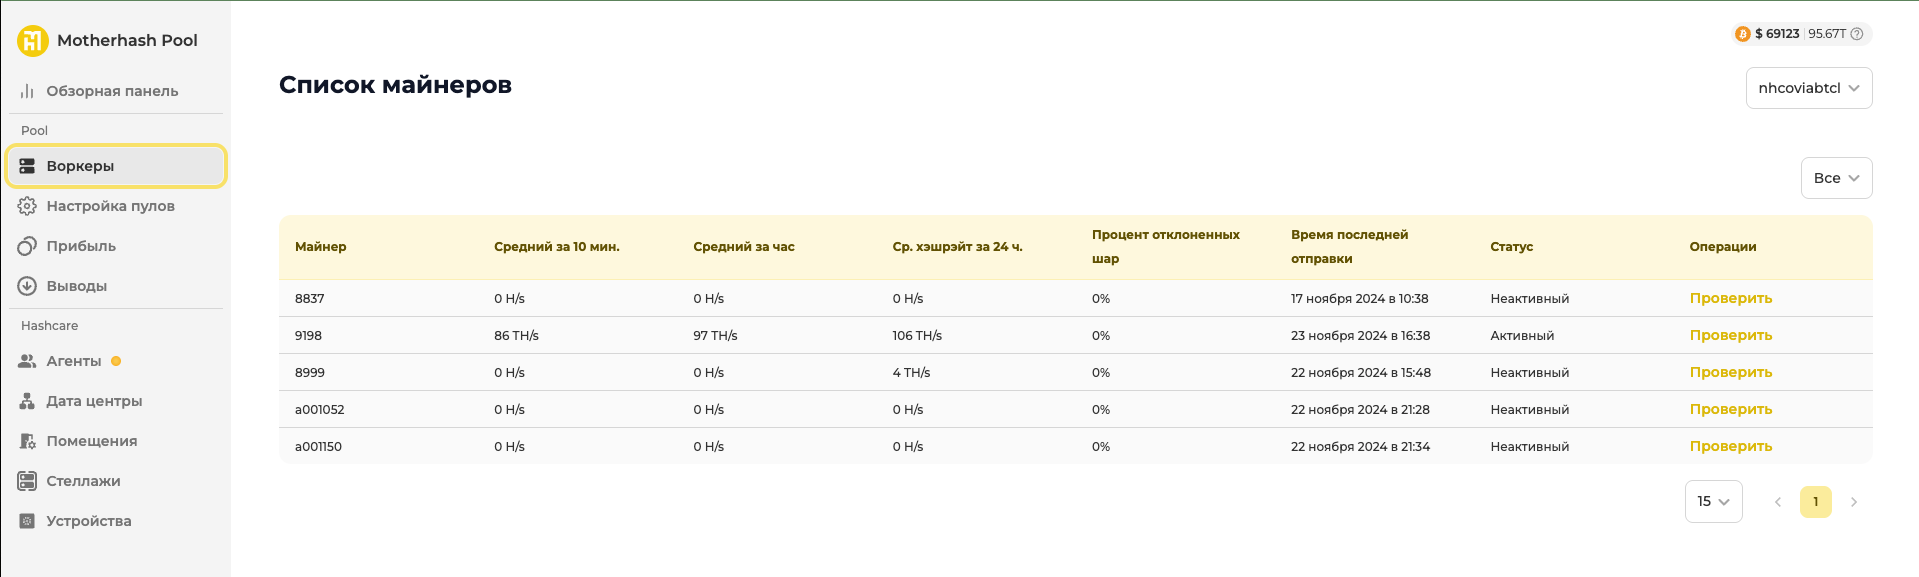 Motherhash Pool
$ 69123 95.67T
Обзорная панель
Список майнеров
nhcoviabtcl
Pool
Воркеры
Все
Настройка пулов
Прибыль
Выводы
Hashcare
Агенты
Дата центры
Помещения
Стеллажи
Устройства
Майнер Средний за 10 мин. Средний за час Ср. хэшрэйт за 24 ч. Процент отклоненных шар Время последней отправки Статус Операции
8837 0 H/s 0 H/s 0 H/s 0% 17 ноября 2024 в 10:38 Неактивный Проверить
9198 86 TH/s 97 TH/s 106 TH/s 0% 23 ноября 2024 в 16:38 Активный Проверить
8999 0 H/s 0 H/s 4 TH/s 0% 22 ноября 2024 в 15:48 Неактивный Проверить
a001052 0 H/s 0 H/s 0 H/s 0% 22 ноября 2024 в 21:28 Неактивный Проверить
a001150 0 H/s 0 H/s 0 H/s 0% 22 ноября 2024 в 21:34 Неактивный Проверить
15 1